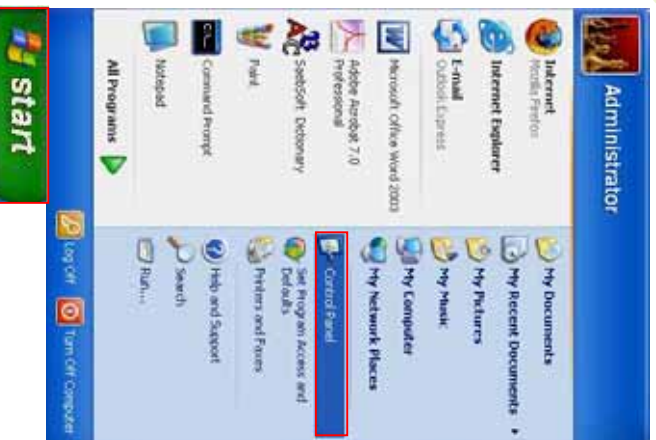 Administrator
Internet
Mozilla Firefox
Internet Explorer
E-mail
Outlook Express
Microsoft Office Word 2003
Adobe Acrobat 7.0
Professional
SaebSoft Dictionary
Paint
Command Prompt
Notepad
All Programs
My Documents
My Recent Documents
My Pictures
My Music
My Computer
My Network Places
Control Panel
Set Program Access and
Defaults
Printers and Faxes
Help and Support
Search
Run...
Log Off
Turn Off Computer
start